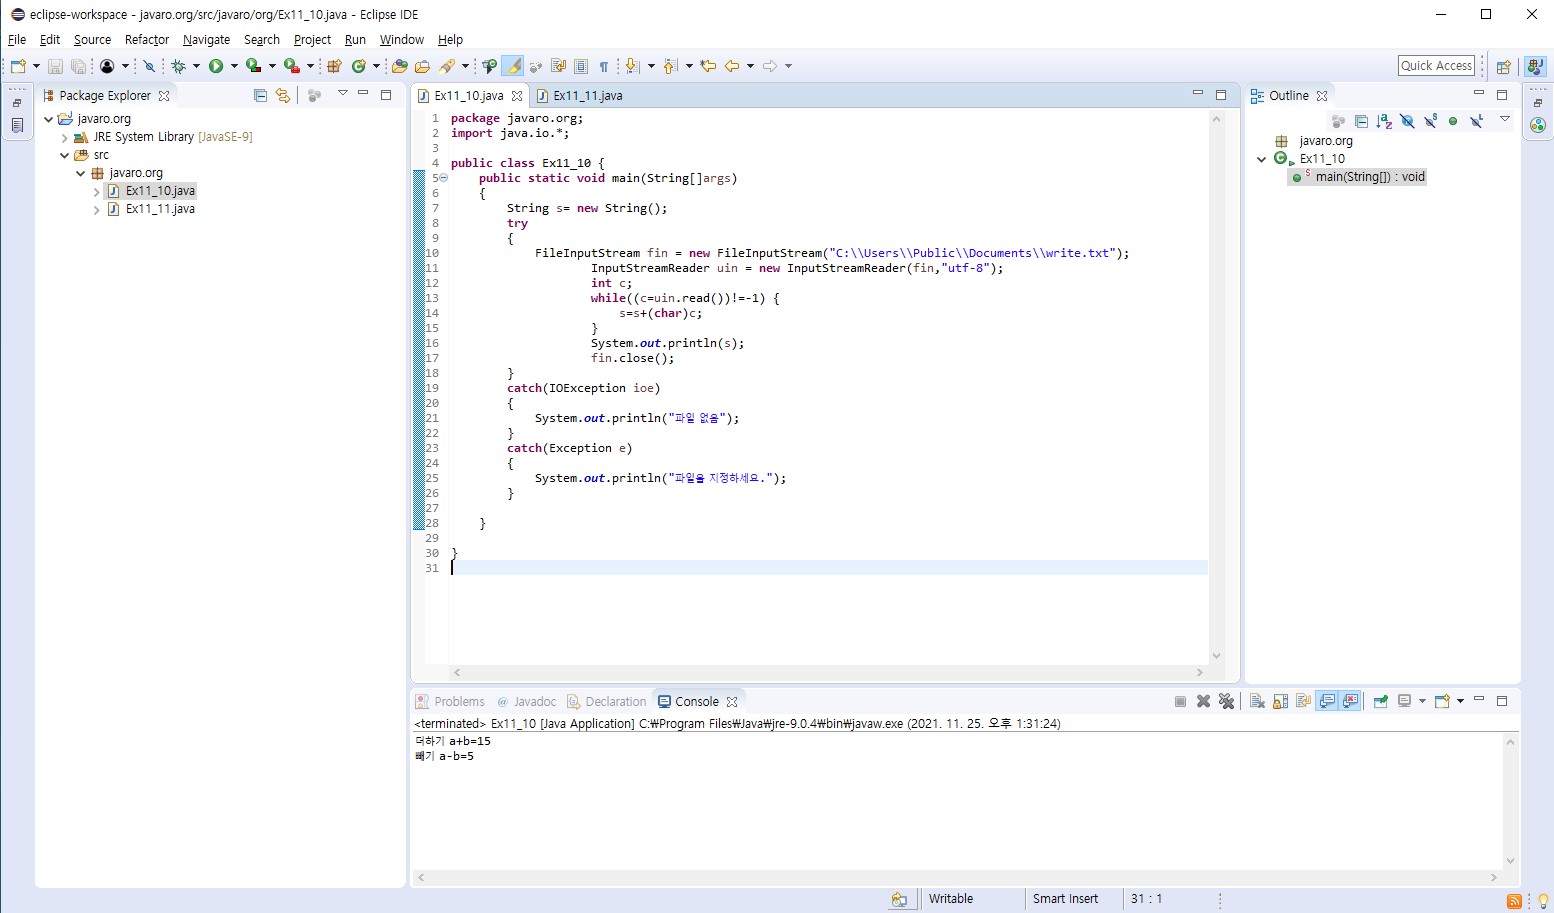 eclipse-workspace - javaro.org/src/javaro/org/Ex11_10.java - Eclipse IDE
File Edit Source Refactor Navigate Search Project Run Window Help
Quick Access
Package Explorer
javaro.org
JRE System Library [JavaSE-9]
src
javaro.org
Ex11_10.java
Ex11_11.java
Ex11_10.java Ex11_11.java
1 package javaro.org;
2 import java.io.*;
3
4 public class Ex11_10 {
5 public static void main(String[]args)
6 {
7 String s= new String();
8 try
9 {
10 FileInputStream fin = new FileInputStream("C:\\Users\\Public\\Documents\\write.txt");
11 InputStreamReader uin = new InputStreamReader(fin,"utf-8");
12 int c;
13 while((c=uin.read())!=-1) {
14 s=s+(char)c;
15 }
16 System.out.println(s);
17 fin.close();
18 }
19 catch(IOException ioe)
20 {
21 System.out.println("파일 없음");
22 }
23 catch(Exception e)
24 {
25 System.out.println("파일을 지정하세요.");
26 }
27
28 }
29
30 }
31
Outline
javaro.org
Ex11_10
main(String[]) : void
Problems Javadoc Declaration Console
<terminated> Ex11_10 [Java Application] C:₩Program Files₩Java₩jre-9.0.4₩bin₩javaw.exe (2021. 11. 25. 오후 1:31:24)
더하기 a+b=15
빼기 a-b=5
Writable Smart Insert 31 : 1